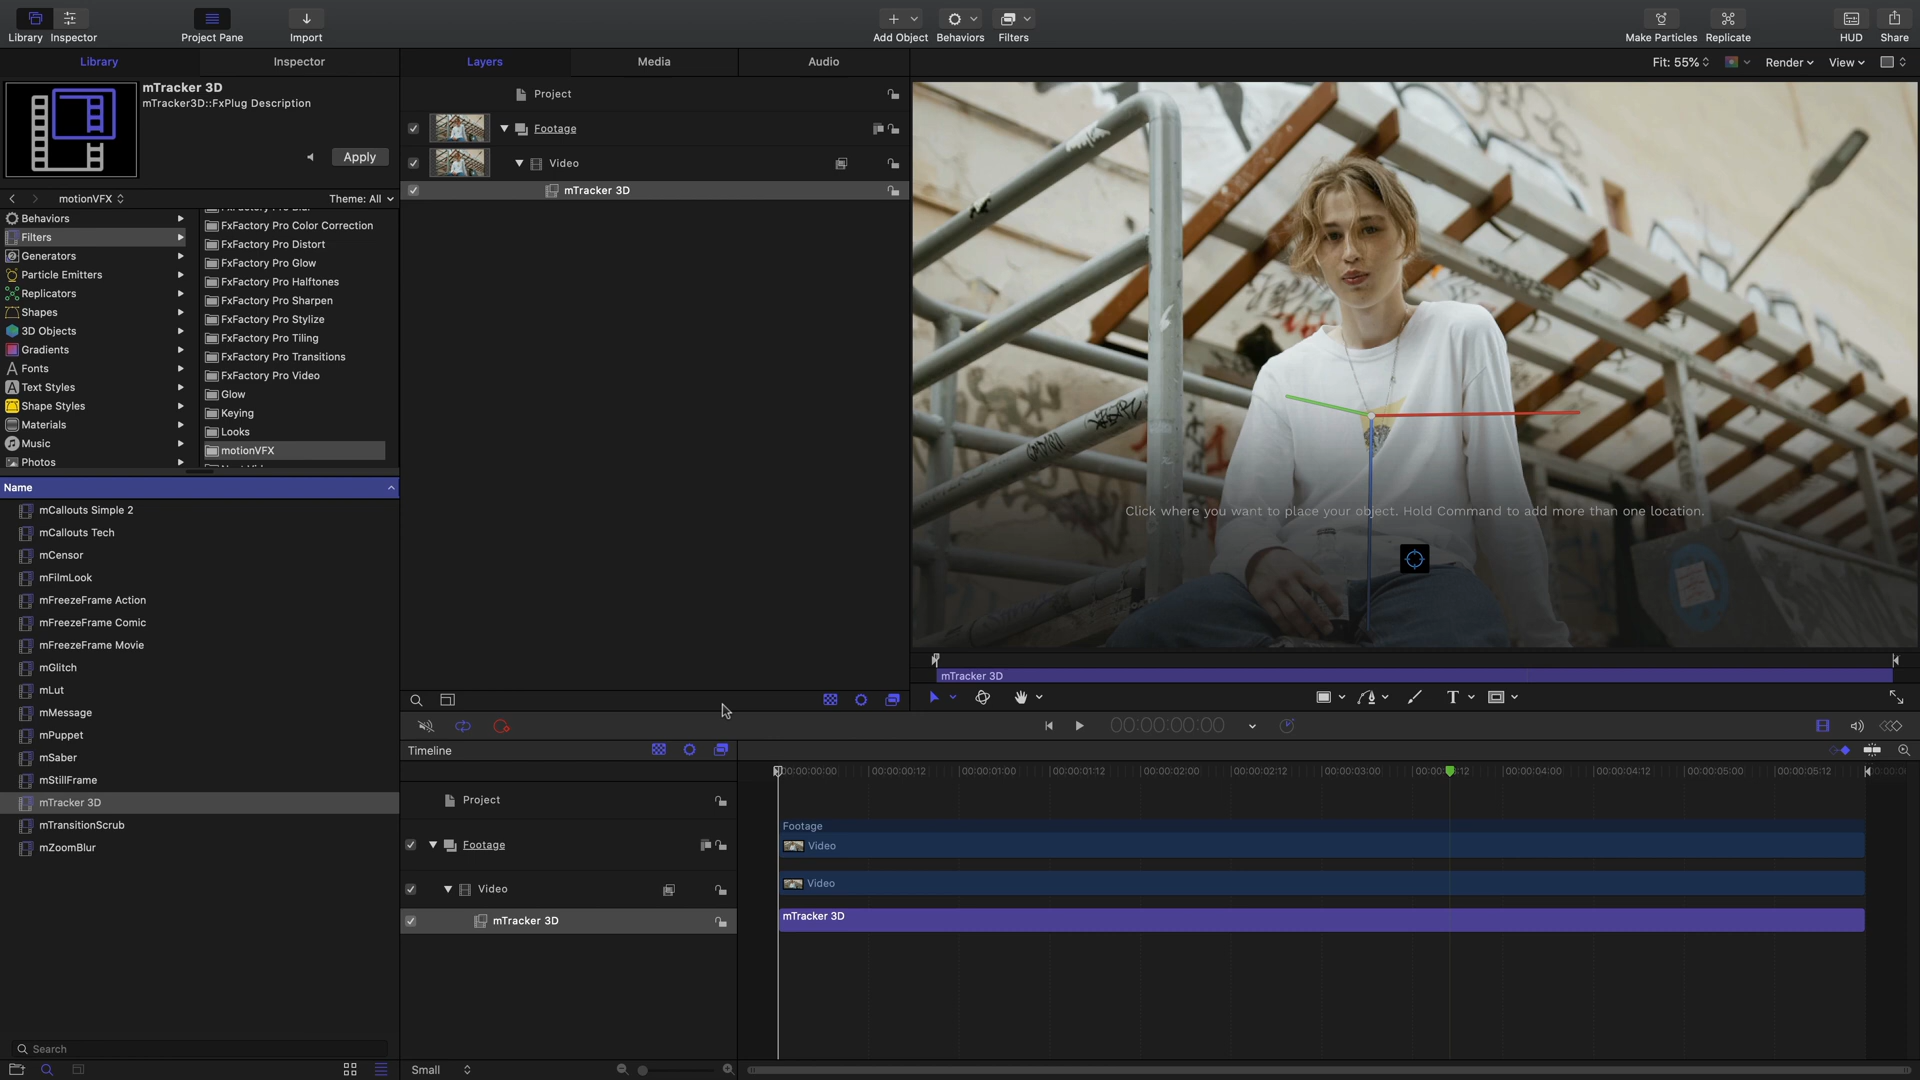 Library
Inspector
Project Pane
Import
Add Object
Behaviors
Filters
Make Particles
Replicate
HUD
Share
Library
Inspector
Layers
Media
Audio
Fit: 55%
Render
View
mTracker 3D
mTracker3D::FxPlug Description
Apply
motionVFX
Theme: All
Behaviors
Filters
Generators
Particle Emitters
Replicators
Shapes
3D Objects
Gradients
Fonts
Text Styles
Shape Styles
Materials
Music
Photos
FxFactory Pro Blur
FxFactory Pro Color Correction
FxFactory Pro Distort
FxFactory Pro Glow
FxFactory Pro Halftones
FxFactory Pro Sharpen
FxFactory Pro Stylize
FxFactory Pro Tiling
FxFactory Pro Transitions
FxFactory Pro Video
Glow
Keying
Looks
motionVFX
Name
mCallouts Simple 2
mCallouts Tech
mCensor
mFilmLook
mFreezeFrame Action
mFreezeFrame Comic
mFreezeFrame Movie
mGlitch
mLut
mMessage
mPuppet
mSaber
mStillFrame
mTracker 3D
mTransitionScrub
mZoomBlur
Search
Project
Footage
Video
mTracker 3D
Click where you want to place your object. Hold Command to add more than one location.
mTracker 3D
00:00:00:00
Timeline
00:00:00:00
00:00:00:12
00:00:01:00
00:00:01:12
00:00:02:00
00:00:02:12
00:00:03:00
00:00:04:00
00:00:04:12
00:00:05:00
00:00:05:12
Project
Footage
Video
mTracker 3D
Footage
Video
Video
mTracker 3D
Small